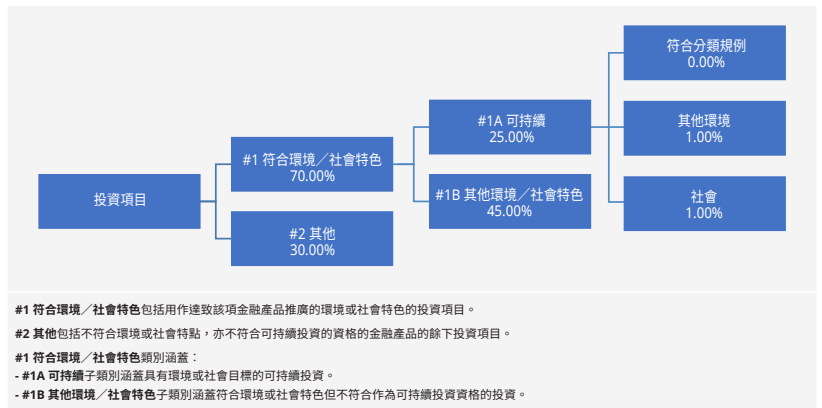 投資項目
#1 符合環境／社會特色
70.00%
#2 其他
30.00%
#1A 可持續
25.00%
#1B 其他環境／社會特色
45.00%
符合分類規例
0.00%
其他環境
1.00%
社會
1.00%
#1 符合環境／社會特色包括用作達致該項金融產品推廣的環境或社會特色的投資項目。
#2 其他包括不符合環境或社會特點，亦不符合可持續投資的資格的金融產品的餘下投資項目。
#1 符合環境／社會特色類別涵蓋：
- #1A 可持續子類別涵蓋具有環境或社會目標的可持續投資。
- #1B 其他環境／社會特色子類別涵蓋符合環境或社會特色但不符合作為可持續投資資格的投資。